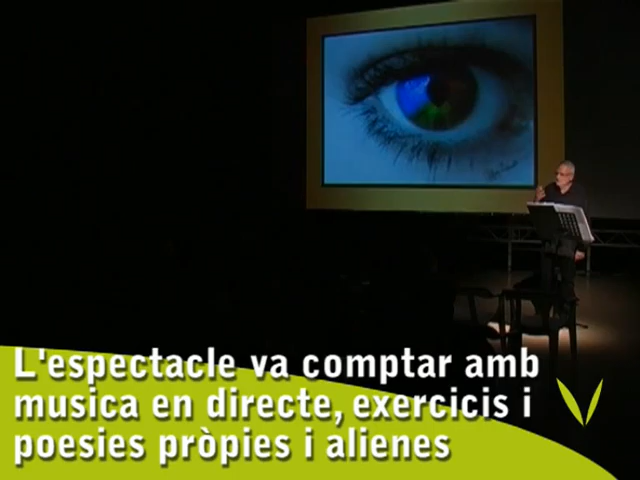 L'espectacle va comptar amb
musica en directe, exercicis i
poesies pròpies i alienes